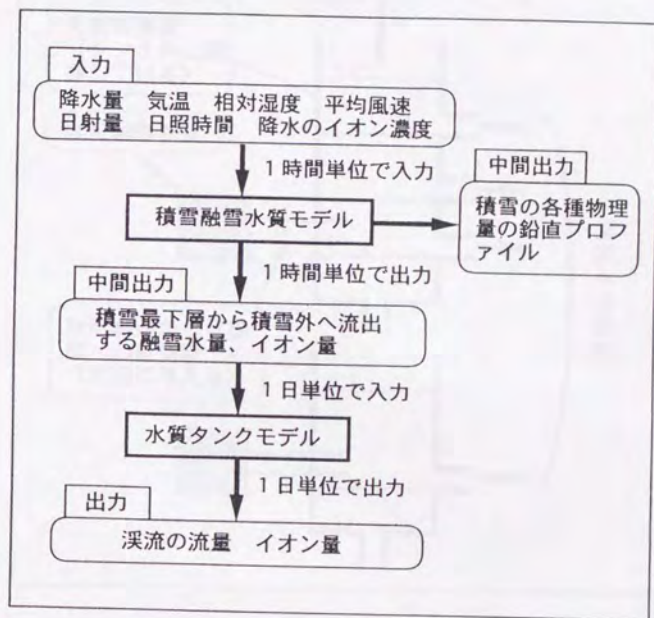 入力
降水量 気温 相対湿度 平均風速
日射量 日照時間 降水のイオン濃度
1時間単位で入力
積雪融雪水質モデル
中間出力
積雪の各種物理
量の鉛直プロフ
ァイル
1時間単位で出力
中間出力
積雪最下層から積雪外へ流出
する融雪水量、イオン量
1日単位で入力
水質タンクモデル
1日単位で出力
出力
渓流の流量 イオン量